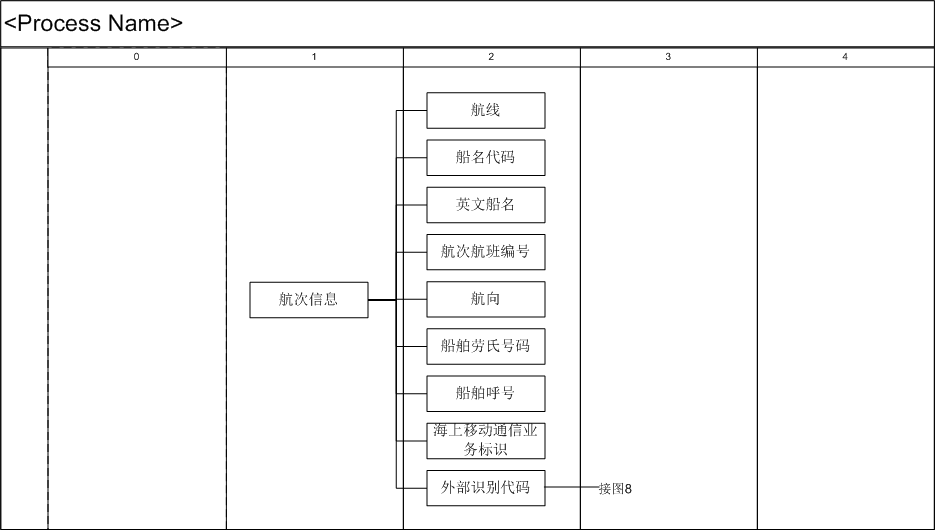 <Process Name>
0
1
2
3
4
航线
船名代码
英文船名
航次航班编号
航次信息
航向
船舶劳氏号码
船舶呼号
海上移动通信业
务标识
外部识别代码
接图8